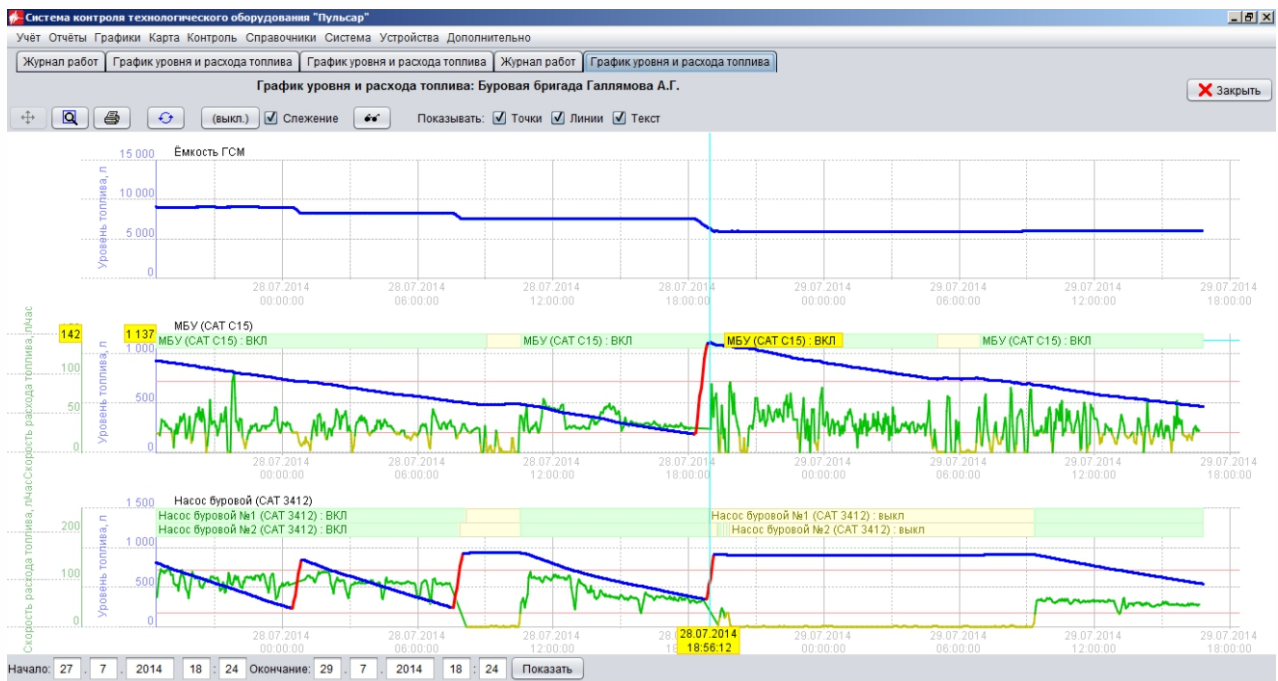 Система контроля технологического оборудования "Пульсар"
Учёт Отчёты Графики Карта Контроль Справочники Система Устройства Дополнительно
Журнал работ График уровня и расхода топлива График уровня и расхода топлива Журнал работ График уровня и расхода топлива
График уровня и расхода топлива: Буровая бригада Галлямова А.Г.
Закрыть
(выкл.) Слежение Показывать: Точки Линии Текст
Ёмкость ГСМ
Уровень топлива, л
15 000
10 000
5 000
0
28.07.2014 28.07.2014 28.07.2014 28.07.2014 29.07.2014 29.07.2014 29.07.2014 29.07.2014
00:00:00 06:00:00 12:00:00 18:00:00 00:00:00 06:00:00 12:00:00 18:00:00
МБУ (CAT C15)
142 1 137
МБУ (CAT C15) : ВКЛ МБУ (CAT C15) : ВКЛ МБУ (CAT C15) : ВКЛ МБУ (CAT C15) : ВКЛ
Скорость расхода топлива, л/час
Уровень топлива, л
100 1 000
50 500
0 0
28.07.2014 28.07.2014 28.07.2014 28.07.2014 29.07.2014 29.07.2014 29.07.2014 29.07.2014
00:00:00 06:00:00 12:00:00 18:00:00 00:00:00 06:00:00 12:00:00 18:00:00
Насос буровой (CAT 3412)
Насос буровой №1 (CAT 3412) : ВКЛ Насос буровой №1 (CAT 3412) : выкл
Насос буровой №2 (CAT 3412) : ВКЛ Насос буровой №2 (CAT 3412) : выкл
Скорость расхода топлива, л/час
Уровень топлива, л
1 500
200 1 000
100 500
0 0
28.07.2014 28.07.2014 28.07.2014 28.07.2014 29.07.2014 29.07.2014 29.07.2014
00:00:00 06:00:00 12:00:00 18:56:12 00:00:00 06:00:00 12:00:00 18:00:00
Начало: 27 . 7 . 2014 18 : 24 Окончание: 29 . 7 . 2014 18 : 24 Показать